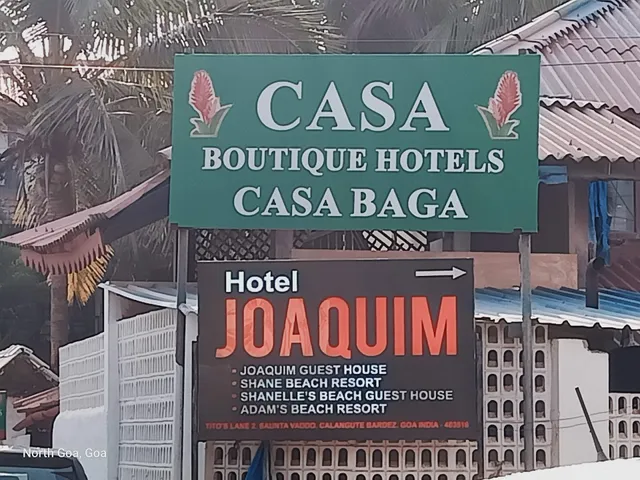 CASA
BOUTIQUE HOTELS
CASA BAGA
Hotel
JOAQUIM
JOAQUIM GUEST HOUSE
SHANE BEACH RESORT
SHANELLE'S BEACH GUEST HOUSE
ADAM'S BEACH RESORT
TITO'S LANE 2, SAUNTA VADDO, CALANGUTE BARDEZ, GOA INDIA - 403516
North Goa, Goa